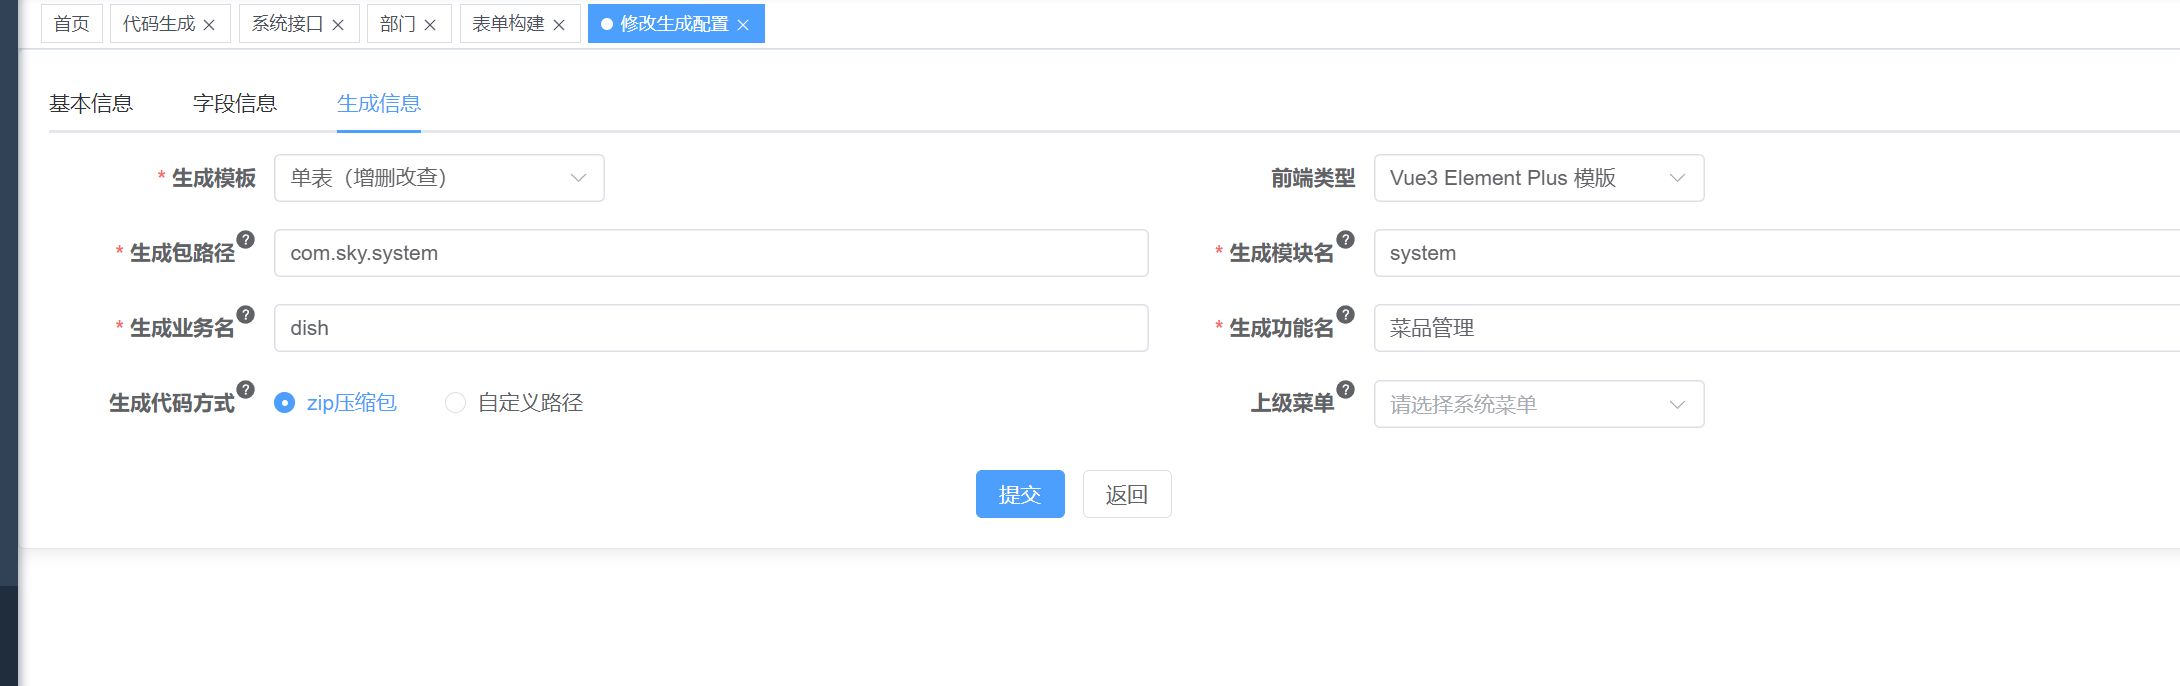 首页 代码生成 系统接口 部门 表单构建 修改生成配置
基本信息 字段信息 生成信息
* 生成模板 单表（增删改查） 前端类型 Vue3 Element Plus 模版
* 生成包路径 ? com.sky.system * 生成模块名 ? system
* 生成业务名 ? dish * 生成功能名 ? 菜品管理
生成代码方式 ? zip压缩包 自定义路径 上级菜单 ? 请选择系统菜单
提交 返回